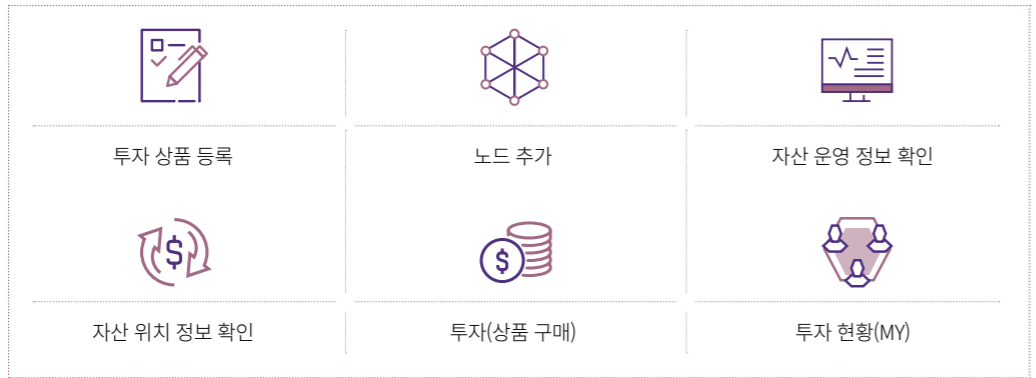 투자 상품 등록
노드 추가
자산 운영 정보 확인
$
$
자산 위치 정보 확인
투자(상품 구매)
투자 현황(MY)